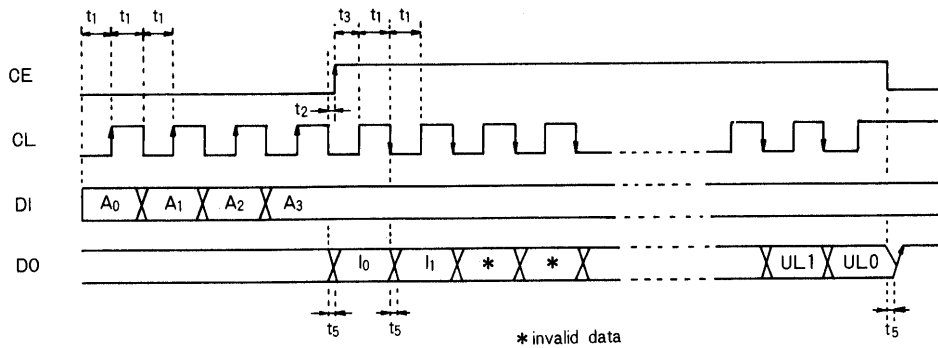 t1 t1 t1 t3 t1 t1
CE
t2
CL
DI A0 A1 A2 A3
DO I0 I1 * * UL1 UL0
t5 t5 t5
* invalid data